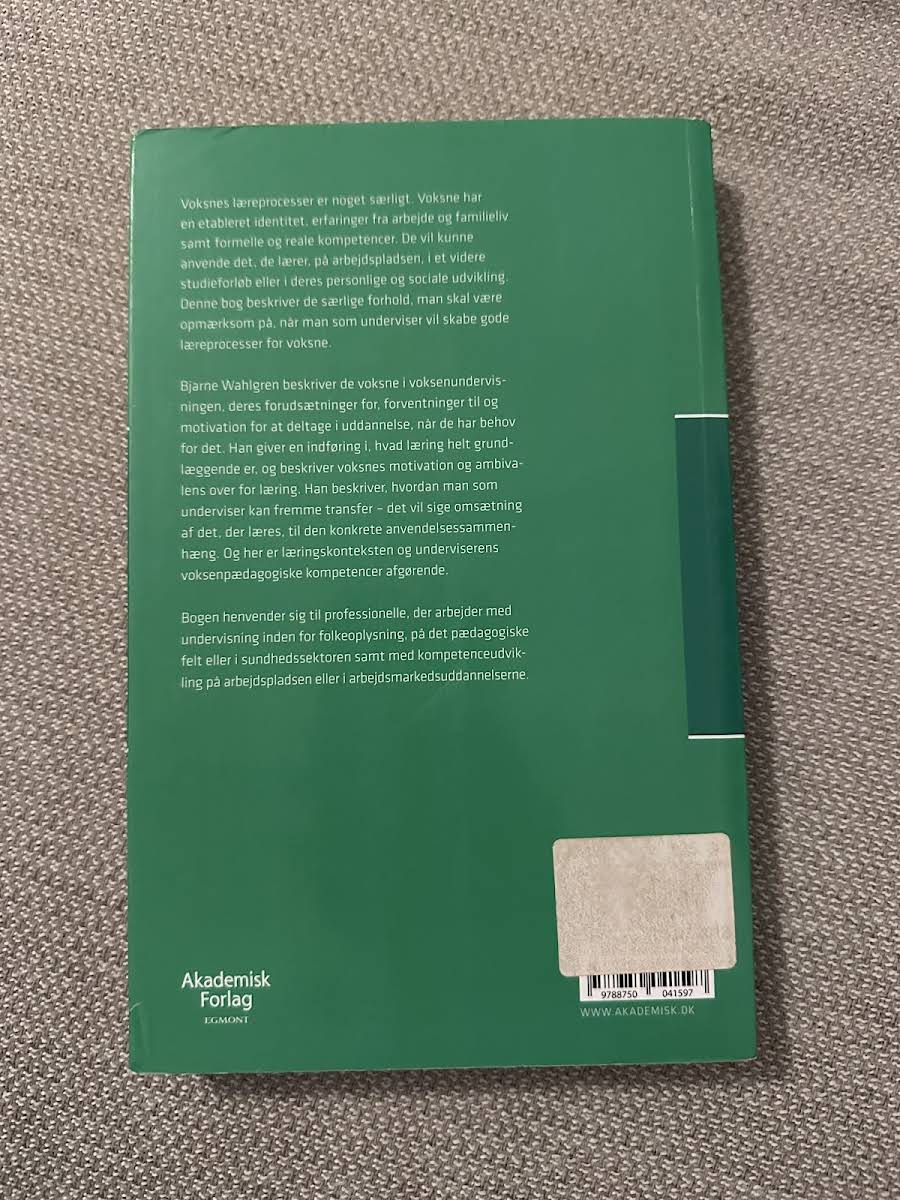 Voksnes læreprocesser er noget særligt. Voksne har
en etableret identitet, erfaringer fra arbejde og familieliv
samt formelle og reale kompetencer. De vil kunne
anvende det, de lærer, på arbejdspladsen, i et videre
studieforløb eller i deres personlige og sociale udvikling.
Denne bog beskriver de særlige forhold, man skal være
opmærksom på, når man som underviser vil skabe gode
læreprocesser for voksne.
Bjarne Wahlgren beskriver de voksne i voksenundervis-
ningen, deres forudsætninger for, forventninger til og
motivation for at deltage i uddannelse, når de har behov
for det. Han giver en indføring i, hvad læring helt grund-
læggende er, og beskriver voksnes motivation og ambiva-
lens over for læring. Han beskriver, hvordan man som
underviser kan fremme transfer – det vil sige omsætning
af det, der læres, til den konkrete anvendelsessammen-
hæng. Og her er læringskonteksten og underviserens
voksenpædagogiske kompetencer afgørende.
Bogen henvender sig til professionelle, der arbejder med
undervisning inden for folkeoplysning, på det pædagogiske
felt eller i sundhedssektoren samt med kompetenceudvik-
ling på arbejdspladsen eller i arbejdsmarkedsuddannelserne.
Akademisk
Forlag
EGMONT
9788750 041597
WWW.AKADEMISK.DK